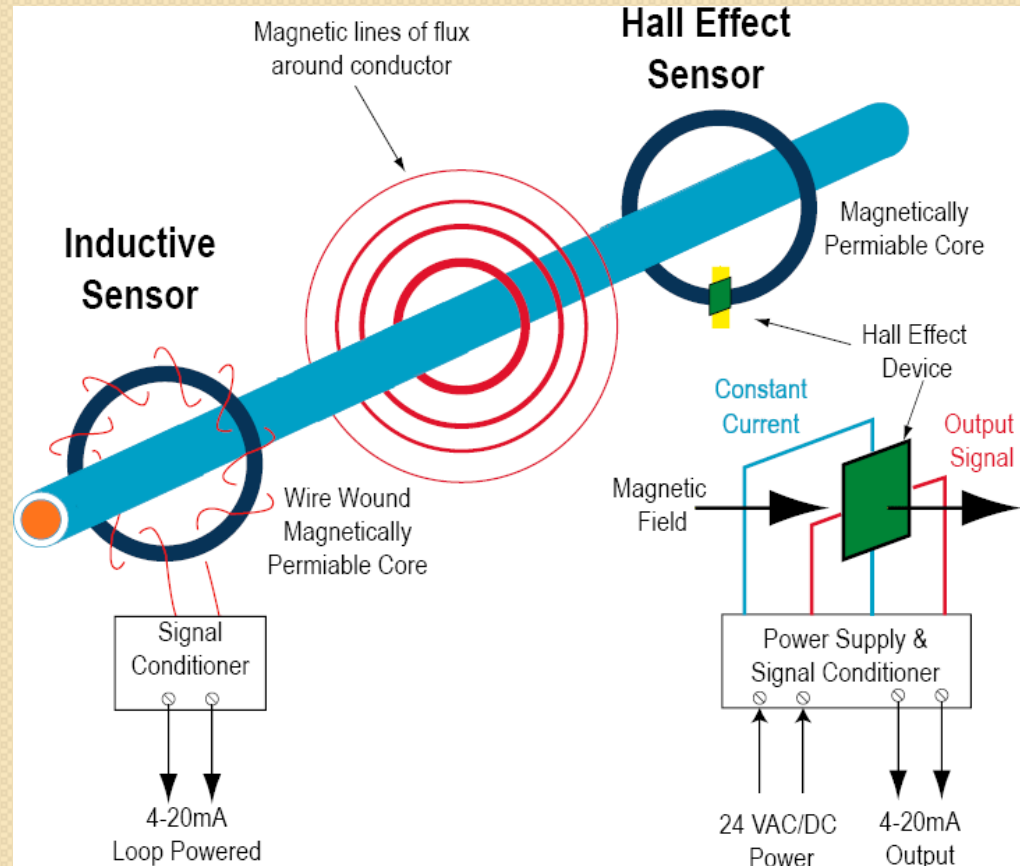 Magnetic lines of flux
around conductor
Hall Effect
Sensor
Inductive
Sensor
Magnetically
Permiable Core
Hall Effect
Device
Wire Wound
Magnetically
Permiable Core
Constant
Current
Output
Signal
Magnetic
Field
Signal
Conditioner
Power Supply &
Signal Conditioner
4-20mA
Loop Powered
24 VAC/DC
Power
4-20mA
Output